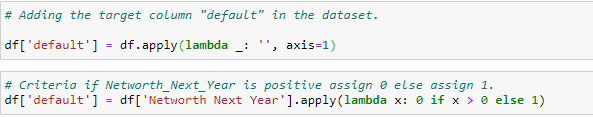 # Adding the target column "default" in the dataset.
df['default'] = df.apply(lambda _: '', axis=1)
# Criteria if Networth_Next_Year is positive assign 0 else assign 1.
df['default'] = df['Networth Next Year'].apply(lambda x: 0 if x > 0 else 1)